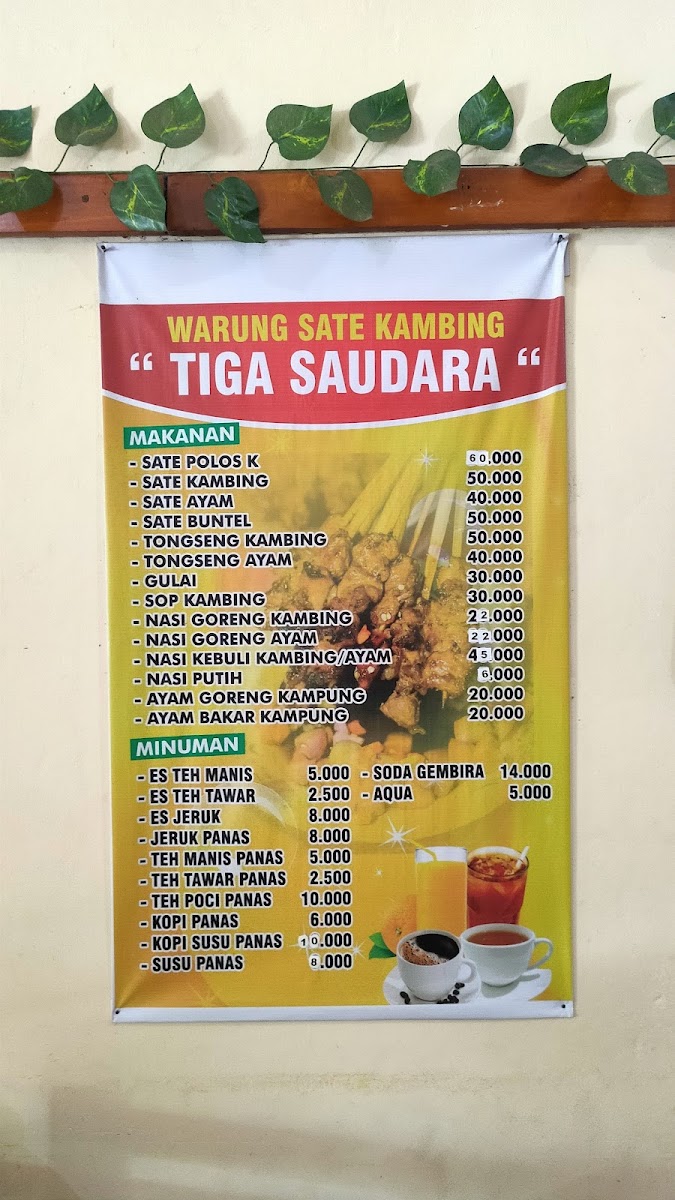 WARUNG SATE KAMBING
“ TIGA SAUDARA “
MAKANAN
- SATE POLOS K 60.000
- SATE KAMBING 50.000
- SATE AYAM 40.000
- SATE BUNTEL 50.000
- TONGSENG KAMBING 50.000
- TONGSENG AYAM 40.000
- GULAI 30.000
- SOP KAMBING 30.000
- NASI GORENG KAMBING 22.000
- NASI GORENG AYAM 22.000
- NASI KEBULI KAMBING/AYAM 45.000
- NASI PUTIH 6.000
- AYAM GORENG KAMPUNG 20.000
- AYAM BAKAR KAMPUNG 20.000
MINUMAN
- ES TEH MANIS 5.000 - SODA GEMBIRA 14.000
- ES TEH TAWAR 2.500 - AQUA 5.000
- ES JERUK 8.000
- JERUK PANAS 8.000
- TEH MANIS PANAS 5.000
- TEH TAWAR PANAS 2.500
- TEH POCI PANAS 10.000
- KOPI PANAS 6.000
- KOPI SUSU PANAS 10.000
- SUSU PANAS 8.000